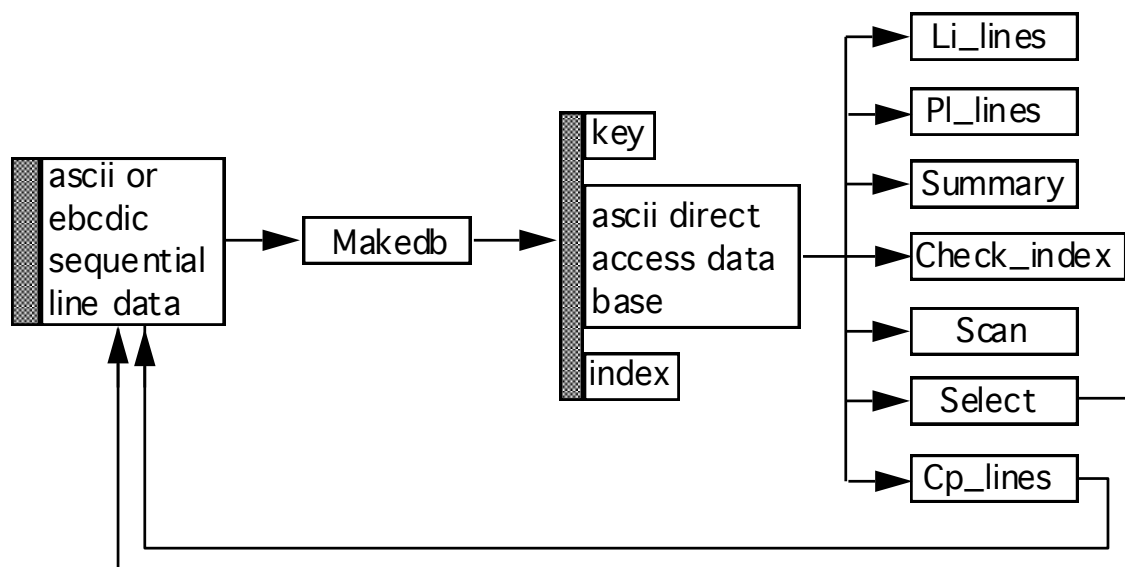 ascii or
ebcdic
sequential
line data
Makedb
key
ascii direct
access data
base
index
Li_lines
Pl_lines
Summary
Check_index
Scan
Select
Cp_lines